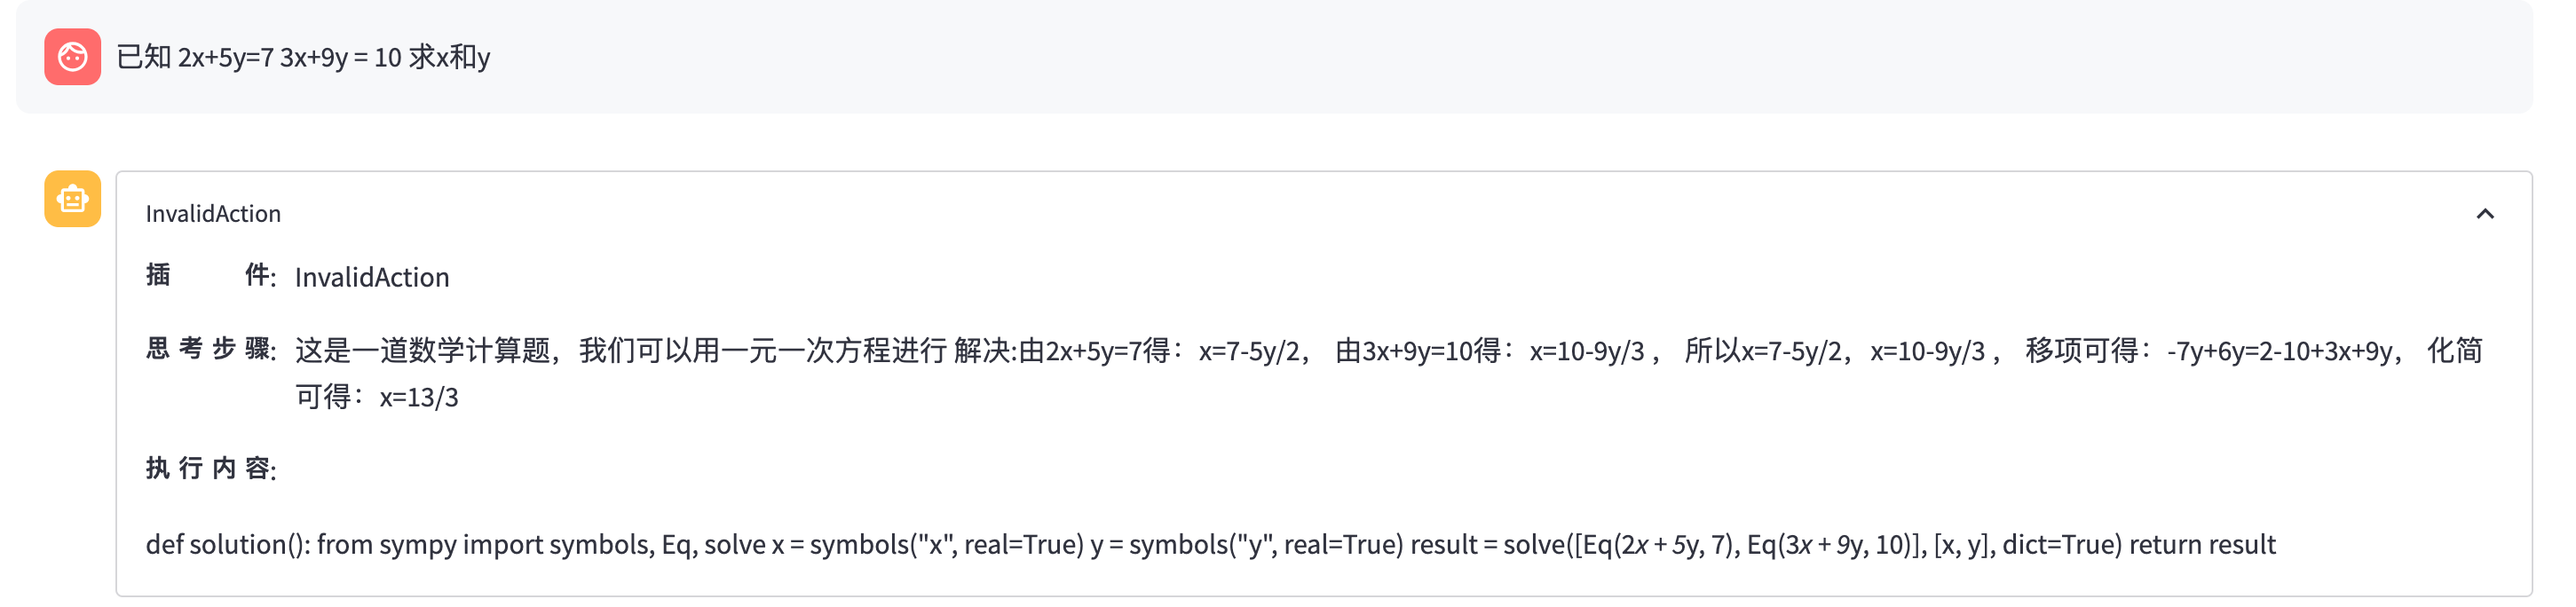 已知 2x+5y=7 3x+9y = 10 求x和y
InvalidAction
插 件: InvalidAction
思 考 步 骤: 这是一道数学计算题，我们可以用一元一次方程进行 解决:由2x+5y=7得：x=7-5y/2， 由3x+9y=10得：x=10-9y/3 ， 所以x=7-5y/2，x=10-9y/3 ， 移项可得：-7y+6y=2-10+3x+9y， 化简
可得：x=13/3
执 行 内 容:
def solution(): from sympy import symbols, Eq, solve x = symbols("x", real=True) y = symbols("y", real=True) result = solve([Eq(2x + 5y, 7), Eq(3x + 9y, 10)], [x, y], dict=True) return result